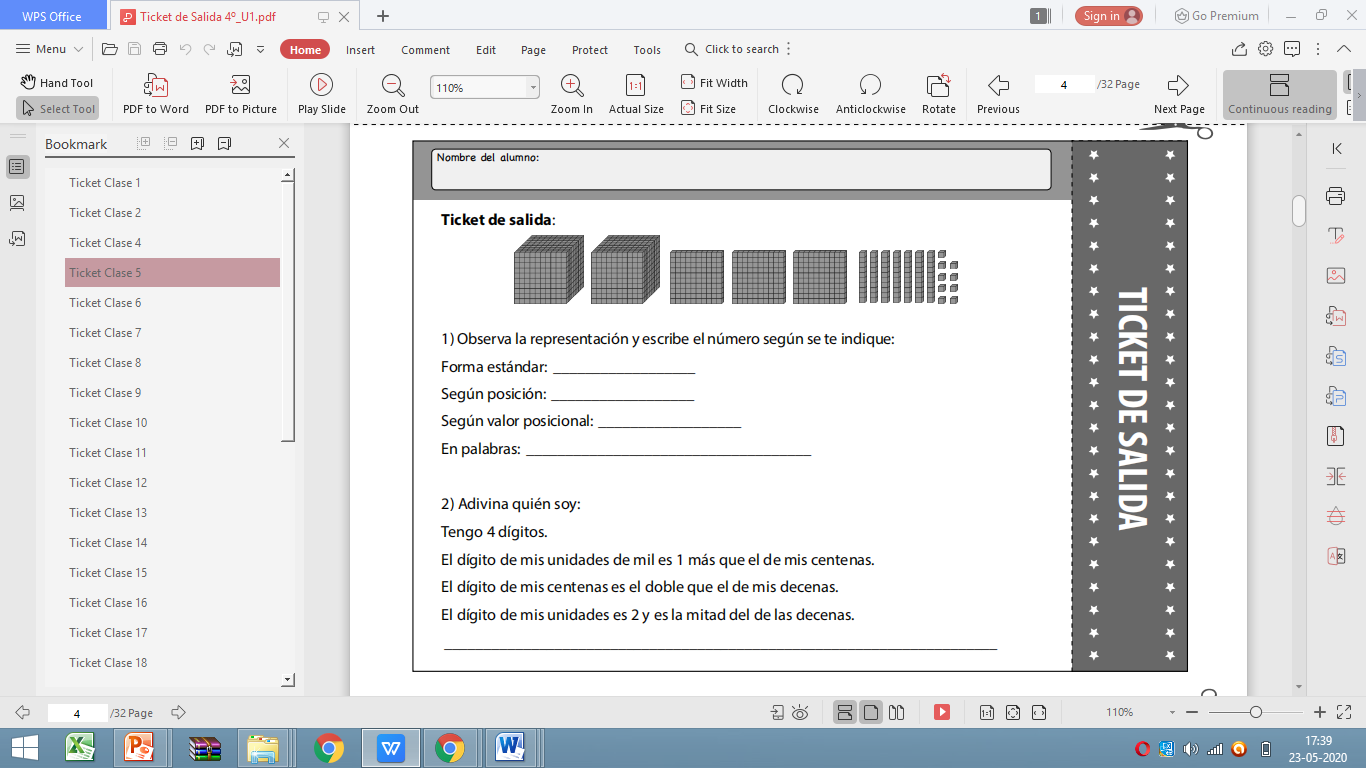 WPS Office
Ticket de Salida 4º_U1.pdf
1
Sign in
Go Premium
Menu
Home
Insert
Comment
Edit
Page
Protect
Tools
Click to search
Hand Tool
Select Tool
PDF to Word
PDF to Picture
Play Slide
Zoom Out
110%
Zoom In
1:1
Actual Size
Fit Width
Fit Size
Clockwise
Anticlockwise
Rotate
Previous
4
/32 Page
Next Page
Continuous reading
Bookmark
Ticket Clase 1
Ticket Clase 2
Ticket Clase 4
Ticket Clase 5
Ticket Clase 6
Ticket Clase 7
Ticket Clase 8
Ticket Clase 9
Ticket Clase 10
Ticket Clase 11
Ticket Clase 12
Ticket Clase 13
Ticket Clase 14
Ticket Clase 15
Ticket Clase 16
Ticket Clase 17
Ticket Clase 18
Nombre del alumno:
Ticket de salida:
1) Observa la representación y escribe el número según se te indique:
Forma estándar: __________________
Según posición: __________________
Según valor posicional: __________________
En palabras: ____________________________________
2) Adivina quién soy:
Tengo 4 dígitos.
El dígito de mis unidades de mil es 1 más que el de mis centenas.
El dígito de mis centenas es el doble que el de mis decenas.
El dígito de mis unidades es 2 y es la mitad del de las decenas.
______________________________________________________________________
TICKET DE SALIDA
4
/32 Page
1:1
110%
17:39
23-05-2020